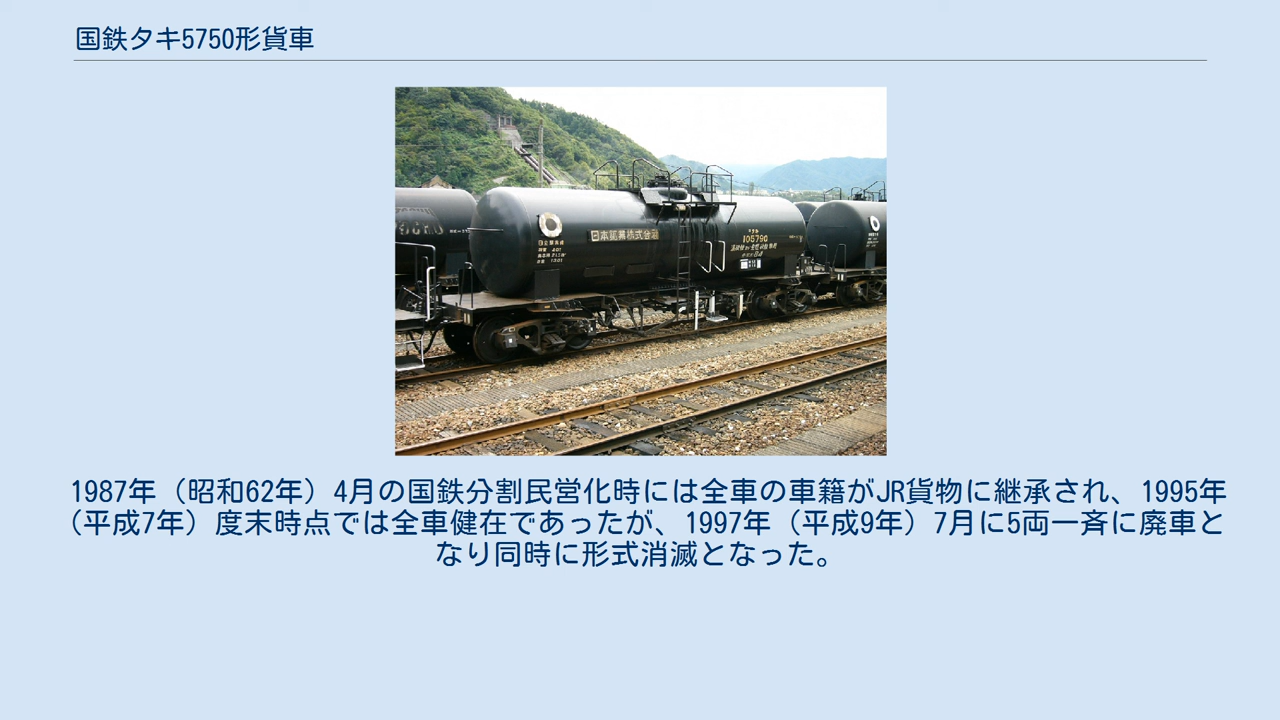 国鉄タキ5750形貨車
日本鉱業株式会社
105790
1987年（昭和62年）4月の国鉄分割民営化時には全車の車籍がJR貨物に継承され、1995年
(平成7年）度末時点では全車健在であったが、1997年（平成9年）7月に5両一斉に廃車と
なり同時に形式消滅となった。